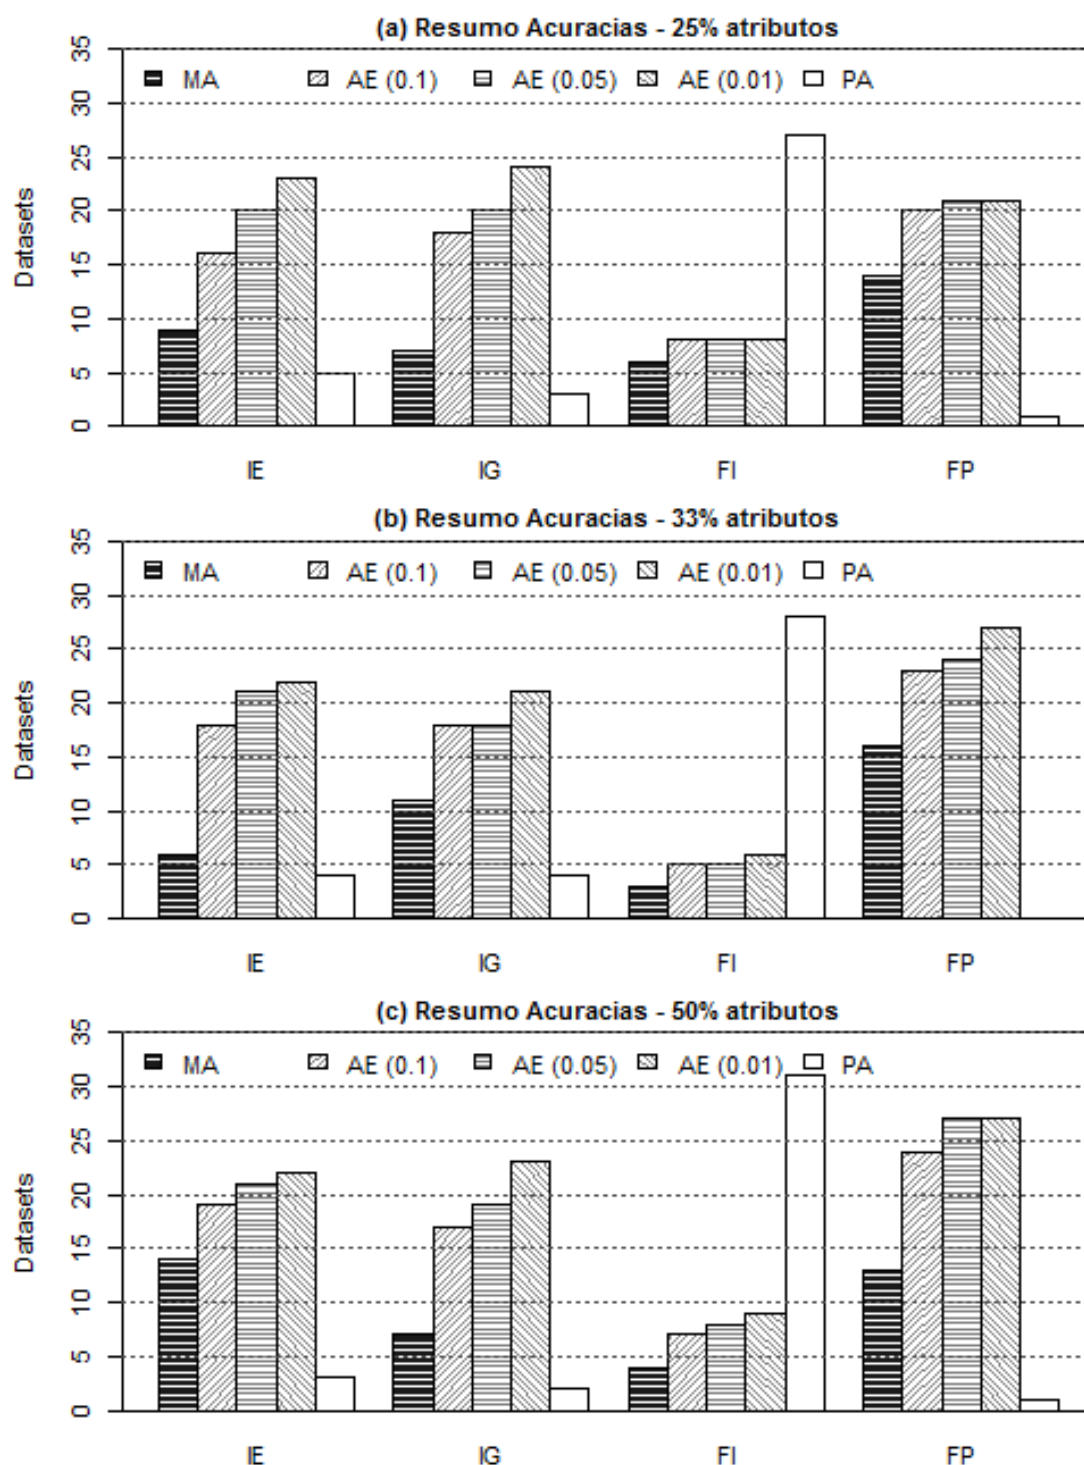 (a) Resumo Acuracias - 25% atributos
MA AE (0.1) AE (0.05) AE (0.01) PA
35
30
25
20
15
10
5
0
Datasets
IE IG FI FP
(b) Resumo Acuracias - 33% atributos
MA AE (0.1) AE (0.05) AE (0.01) PA
35
30
25
20
15
10
5
0
Datasets
IE IG FI FP
(c) Resumo Acuracias - 50% atributos
MA AE (0.1) AE (0.05) AE (0.01) PA
35
30
25
20
15
10
5
0
Datasets
IE IG FI FP